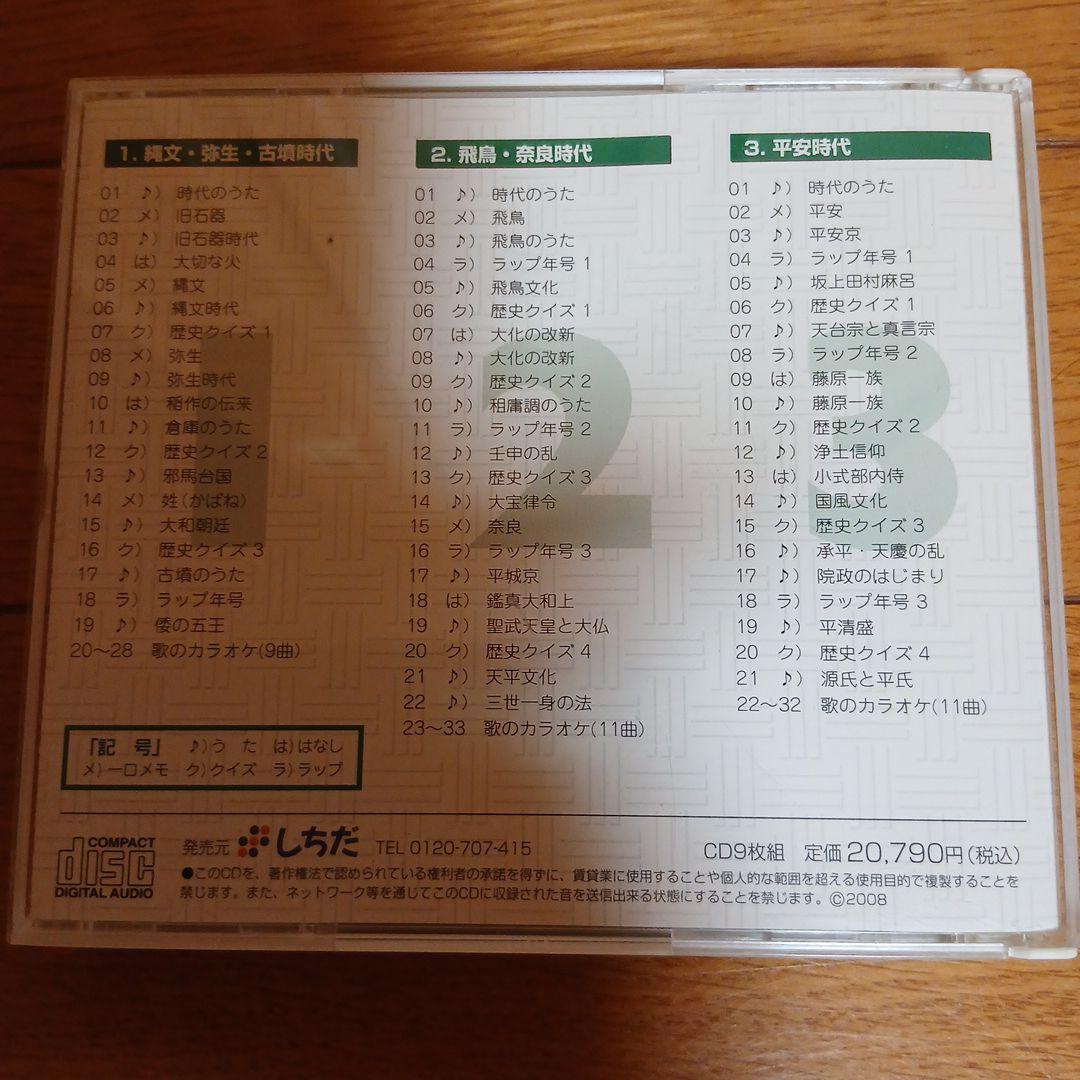 1. 縄文・弥生・古墳時代
01 ♪) 時代のうた
02 メ) 旧石器
03 ♪) 旧石器時代
04 は) 大切な火
05 メ) 縄文
06 ♪) 縄文時代
07 ク) 歴史クイズ 1
08 メ) 弥生
09 ♪) 弥生時代
10 は) 稲作の伝来
11 ♪) 倉庫のうた
12 ク) 歴史クイズ 2
13 ♪) 邪馬台国
14 メ) 姓(かばね)
15 ♪) 大和朝廷
16 ク) 歴史クイズ 3
17 ♪) 古墳のうた
18 ラ) ラップ年号
19 ♪) 倭の五王
20〜28 歌のカラオケ(9曲)
「記 号」 ♪)う た は)はなし
メ)一口メモ ク)クイズ ラ)ラップ
2. 飛鳥・奈良時代
01 ♪) 時代のうた
02 メ) 飛鳥
03 ♪) 飛鳥のうた
04 ラ) ラップ年号 1
05 ♪) 飛鳥文化
06 ク) 歴史クイズ 1
07 は) 大化の改新
08 ♪) 大化の改新
09 ク) 歴史クイズ 2
10 ♪) 租庸調のうた
11 ラ) ラップ年号 2
12 ♪) 壬申の乱
13 ク) 歴史クイズ 3
14 ♪) 大宝律令
15 メ) 奈良
16 ラ) ラップ年号 3
17 ♪) 平城京
18 は) 鑑真大和上
19 ♪) 聖武天皇と大仏
20 ク) 歴史クイズ 4
21 ♪) 天平文化
22 ♪) 三世一身の法
23〜33 歌のカラオケ(11曲)
3. 平安時代
01 ♪) 時代のうた
02 メ) 平安
03 ♪) 平安京
04 ラ) ラップ年号 1
05 ♪) 坂上田村麻呂
06 ク) 歴史クイズ 1
07 ♪) 天台宗と真言宗
08 ラ) ラップ年号 2
09 は) 藤原一族
10 ♪) 藤原一族
11 ク) 歴史クイズ 2
12 ♪) 浄土信仰
13 は) 小式部内侍
14 ♪) 国風文化
15 ク) 歴史クイズ 3
16 ♪) 承平・天慶の乱
17 ♪) 院政のはじまり
18 ラ) ラップ年号 3
19 ♪) 平清盛
20 ク) 歴史クイズ 4
21 ♪) 源氏と平氏
22〜32 歌のカラオケ(11曲)
1 2 3
COMPACT
disc
DIGITAL AUDIO
発売元 しちだ TEL 0120-707-415 CD9枚組 定価20,790円(税込)
●このCDを、著作権法で認められている権利者の承諾を得ずに、賃貸業に使用することや個人的な範囲を超える使用目的で複製することを
禁じます。また、ネットワーク等を通じてこのCDに収録された音を送信出来る状態にすることを禁じます。©2008